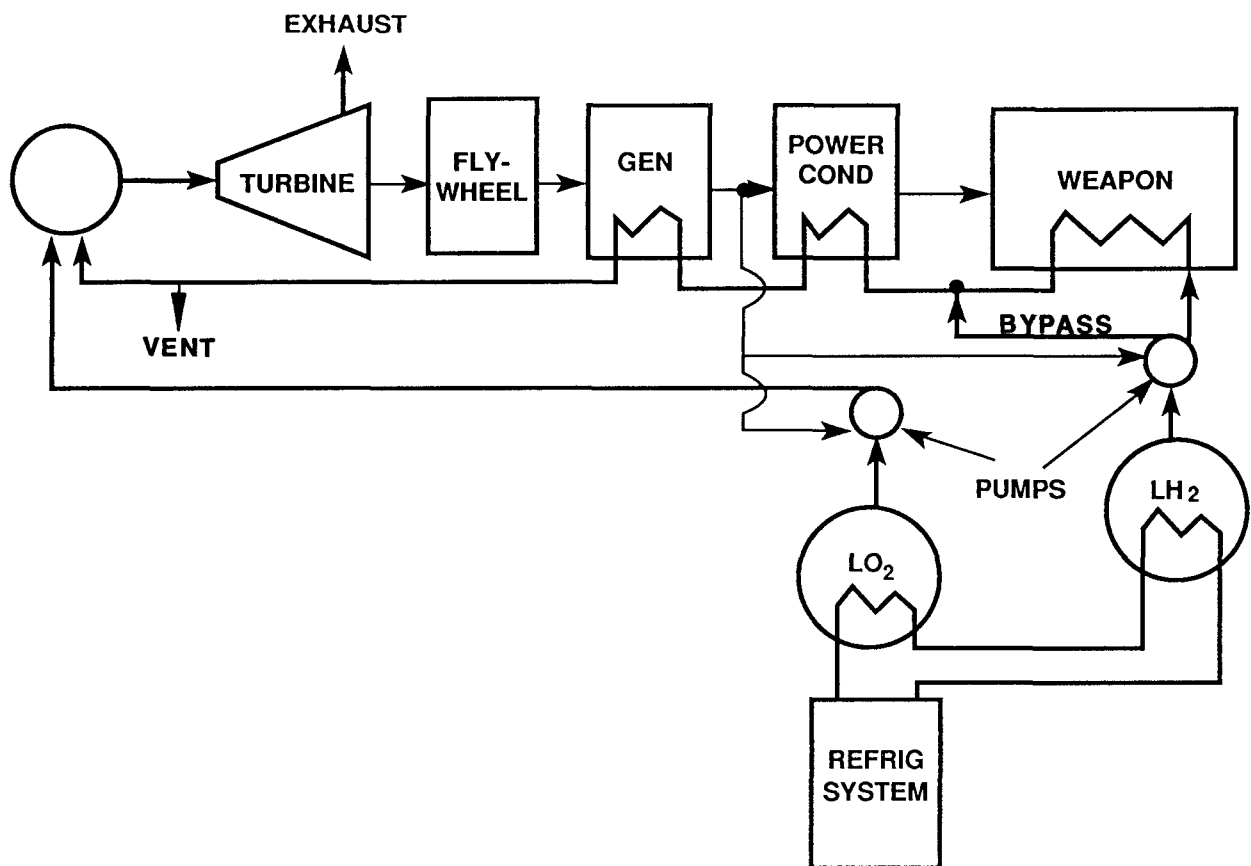 EXHAUST
TURBINE
FLY-
WHEEL
GEN
POWER
COND
WEAPON
VENT
BYPASS
PUMPS
LH2
LO2
REFRIG
SYSTEM